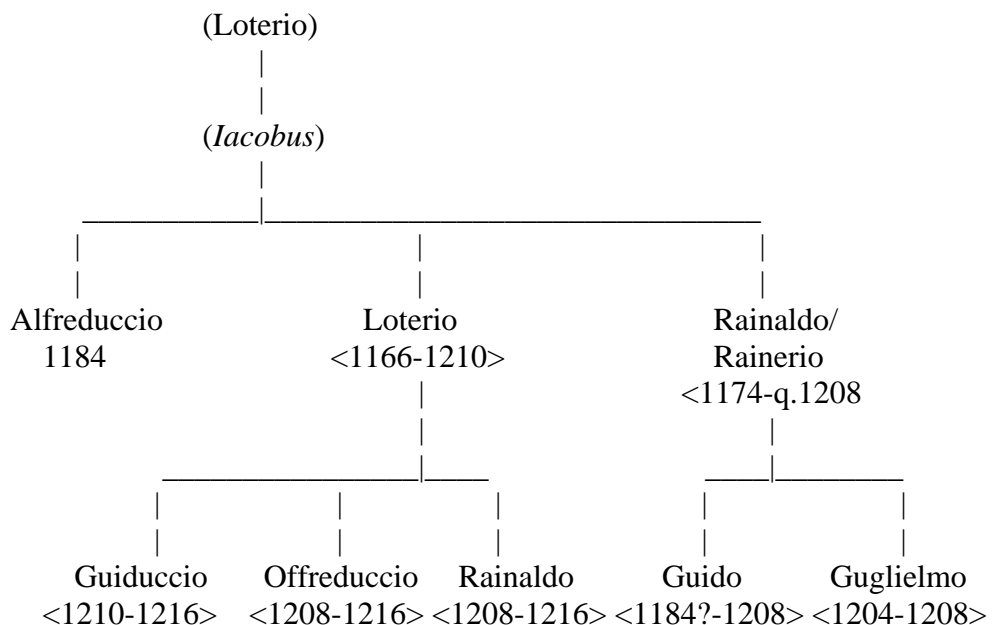 (Loterio)
(Iacobus)
Alfreduccio Loterio Rainaldo/
1184 <1166-1210> Rainerio
<1174-q.1208
Guiduccio Offreduccio Rainaldo Guido Guglielmo
<1210-1216> <1208-1216> <1208-1216> <1184?-1208> <1204-1208>